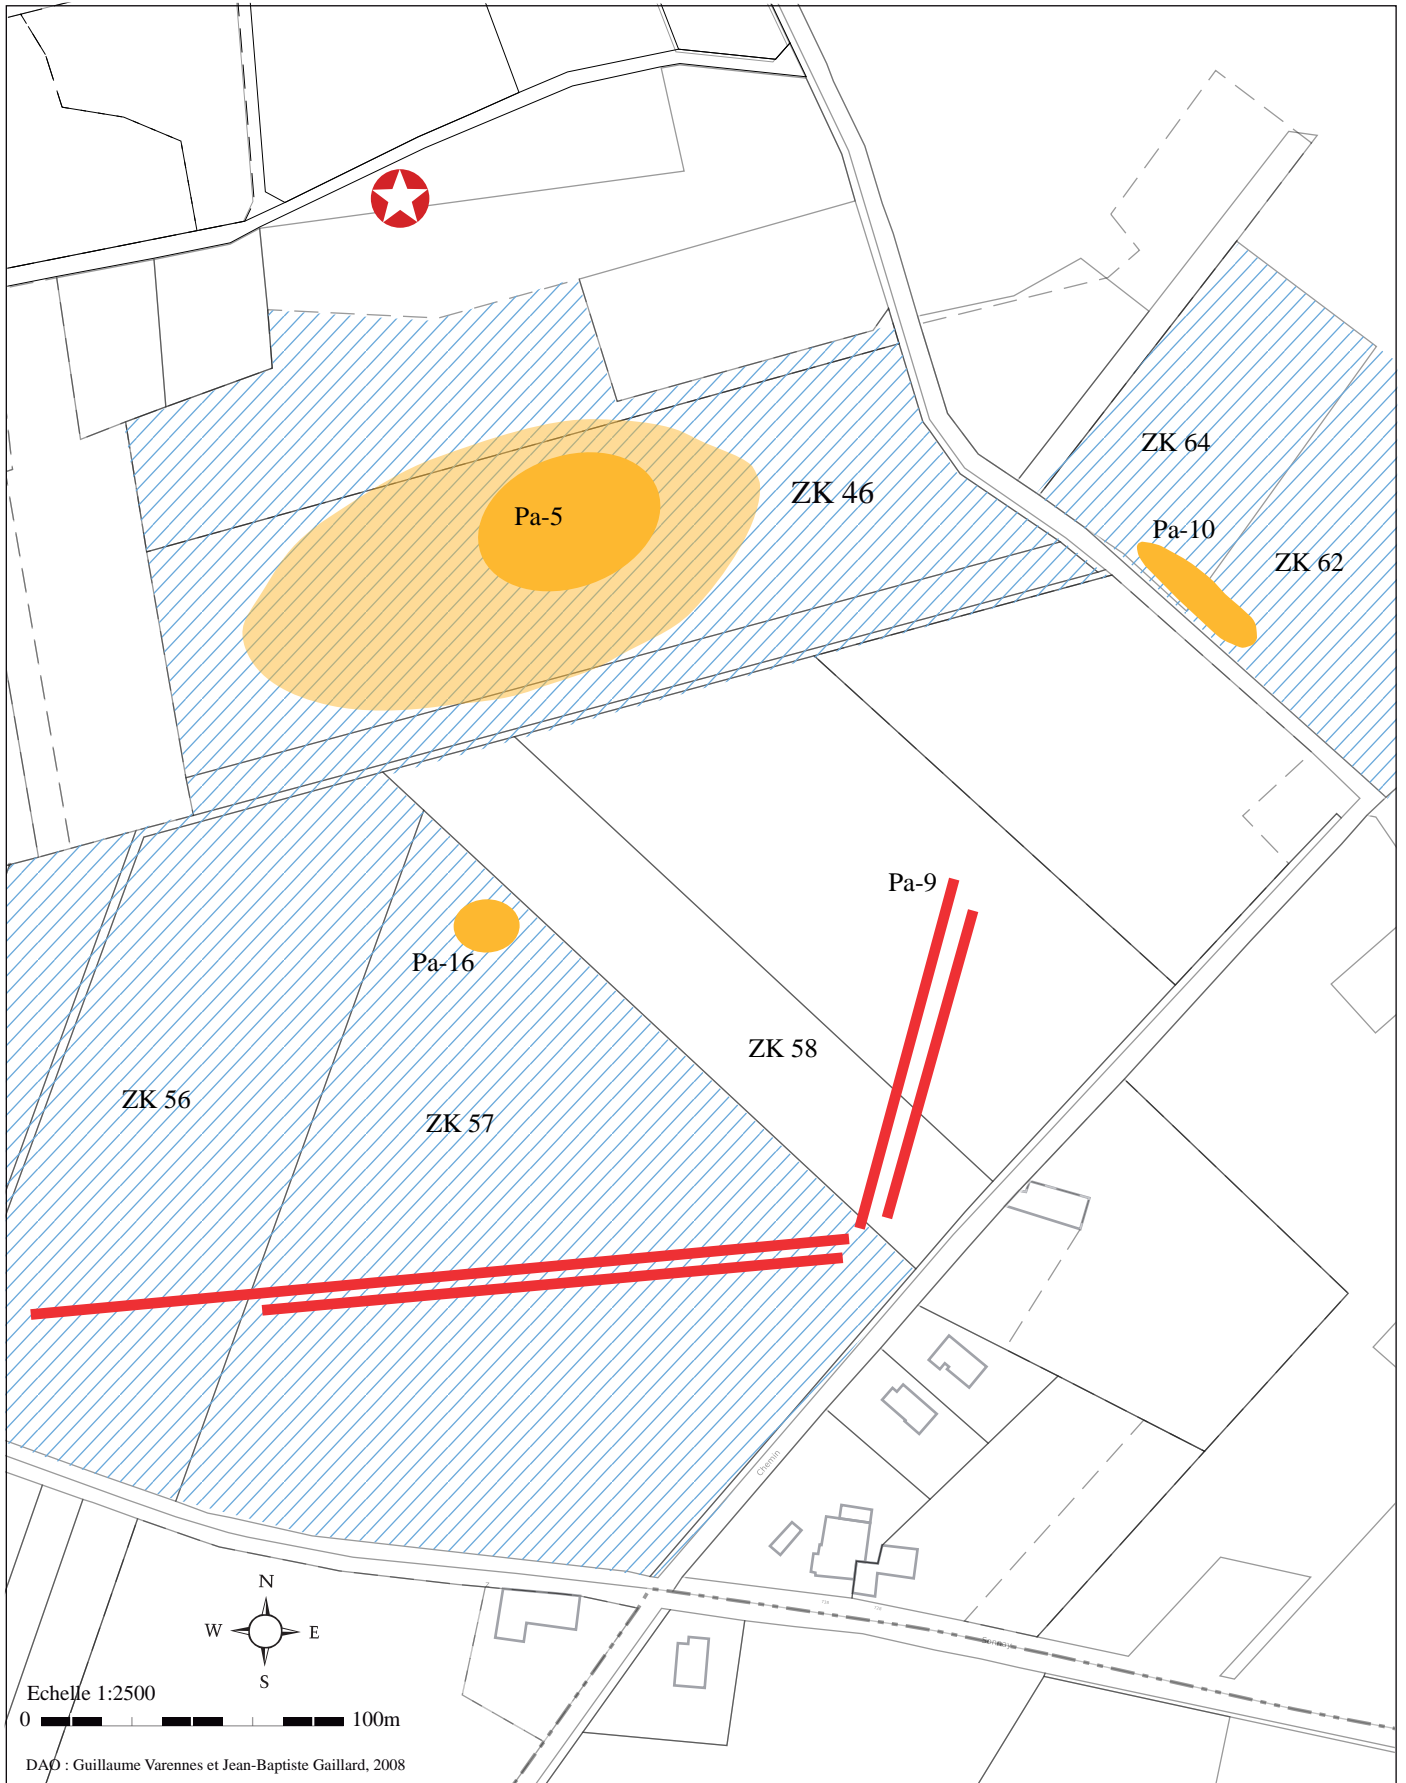 ZK 64
ZK 46
Pa-5
Pa-10
ZK 62
Pa-9
Pa-16
ZK 58
ZK 56
ZK 57
Chemin
N
W E
S
Echelle 1:2500
0 100m
DAO : Guillaume Varennes et Jean-Baptiste Gaillard, 2008